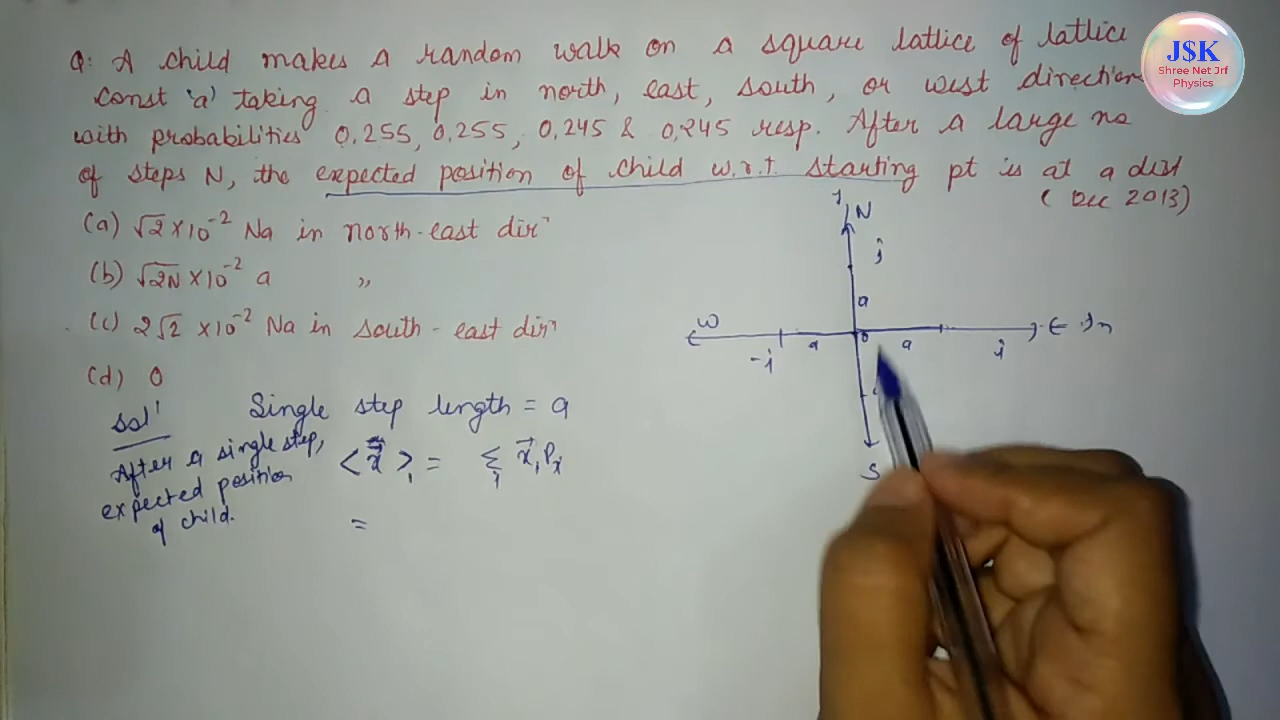 Q: A child makes a random walk on a square lattice of lattice
const 'a' taking a step in north, east, south, or west direction
with probabilities 0.255, 0.255, 0.245 & 0.245 resp. After a large no
of steps N, the expected position of child w.r.t. starting pt is at a dist
( Dec 2013)
(a) √2×10⁻² Na in north-east dirⁿ
(b) √2N ×10⁻² a ,,
(c) 2√2 ×10⁻² Na in south-east dirⁿ
(d) 0
Solⁿ Single step length = a
After a single step,
expected position
of child.
<x⃗>₁ = Σᵢ x⃗ᵢ Pₓ
=
y
N
ĵ
a
W
-î
a
0
a
î
E
S
JSK
Shree Net Jrf
Physics